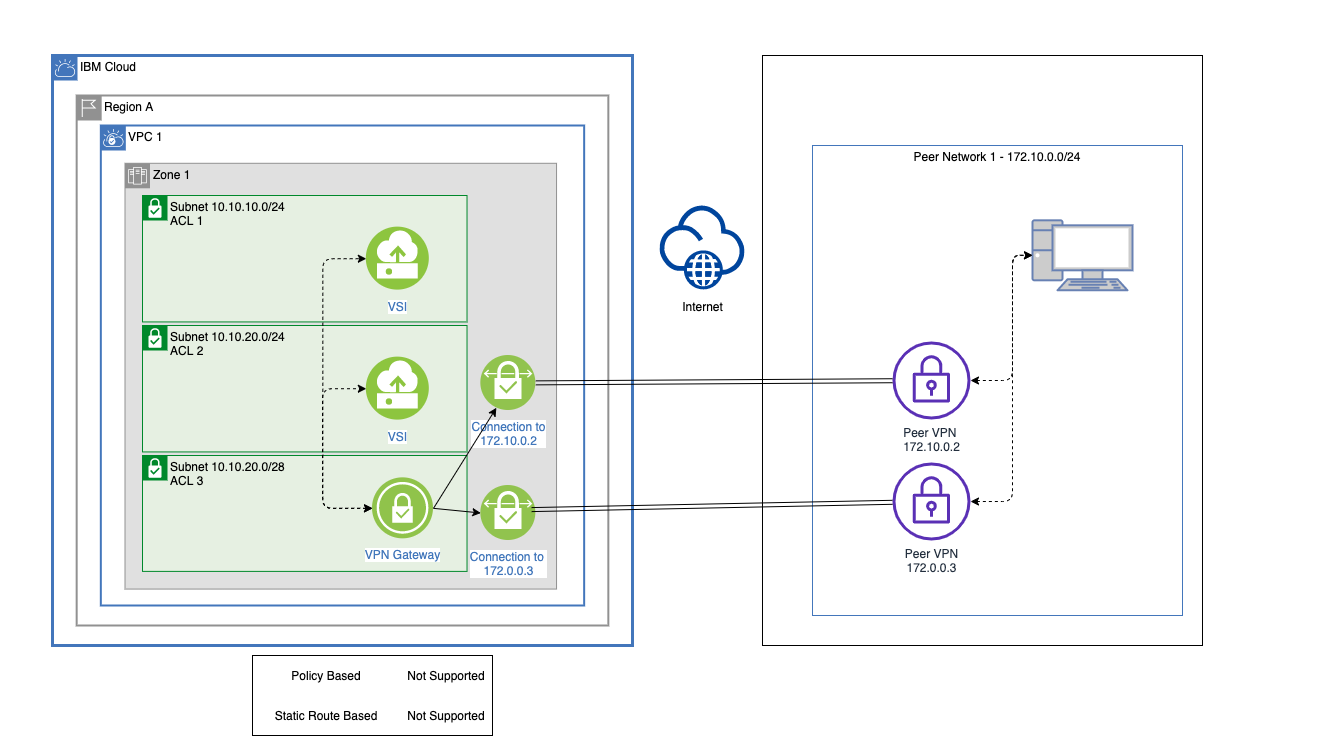 IBM Cloud
Region A
VPC 1
Zone 1
Subnet 10.10.10.0/24
ACL 1
VSI
Subnet 10.10.20.0/24
ACL 2
VSI
Connection to
172.10.0.2
Subnet 10.10.20.0/28
ACL 3
VPN Gateway
Connection to
172.0.0.3
Internet
Peer Network 1 - 172.10.0.0/24
Peer VPN
172.10.0.2
Peer VPN
172.0.0.3
Policy Based Not Supported
Static Route Based Not Supported